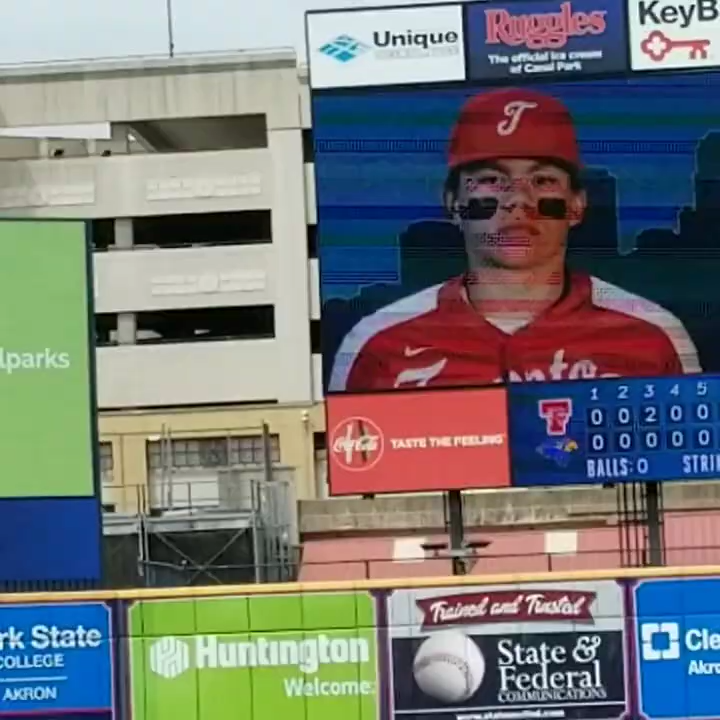 Unique
Ruggles
The official ice cream
of Canal Park
KeyB
T
lparks
Coca-Cola
TASTE THE FEELING
1 2 3 4 5
T 0 0 2 0 0
0 0 0 0 0
BALLS: 0 STRI
rk State
COLLEGE
AKRON
Huntington
Welcome.
Trained and Trusted
State &
Federal
COMMUNICATIONS
Cle
Akro